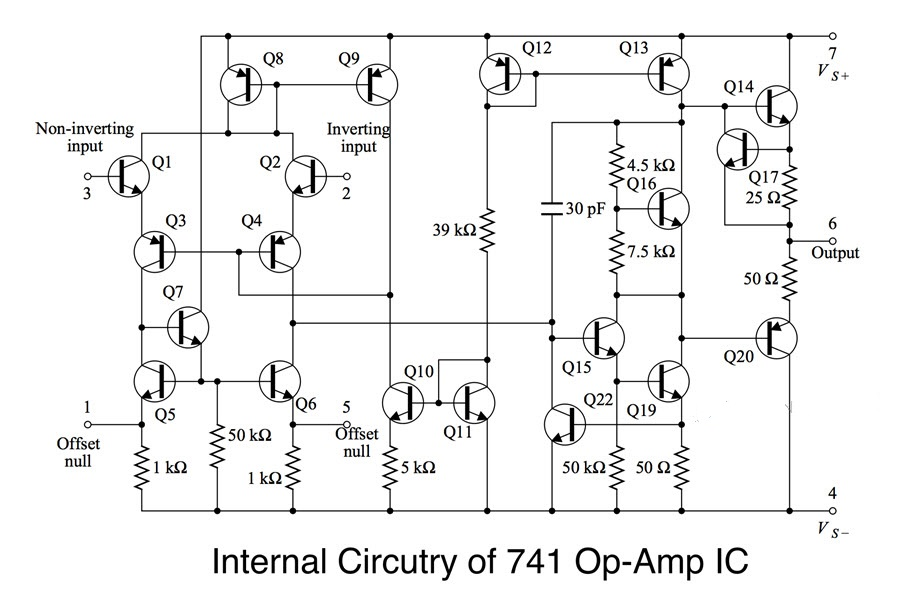 Q8
Q9
Q12
Q13
7
V S+
Q14
Non-inverting
input
Inverting
input
3
Q1
Q2
2
Q17
25 Ω
4.5 kΩ
Q16
30 pF
Q3
Q4
39 kΩ
7.5 kΩ
6
Output
50 Ω
Q7
Q15
Q20
Q5
Q6
Q10
Q11
Q22
Q19
1
Offset
null
5
Offset
null
50 kΩ
1 kΩ
1 kΩ
5 kΩ
50 kΩ
50 Ω
4
V S−
Internal Circutry of 741 Op-Amp IC